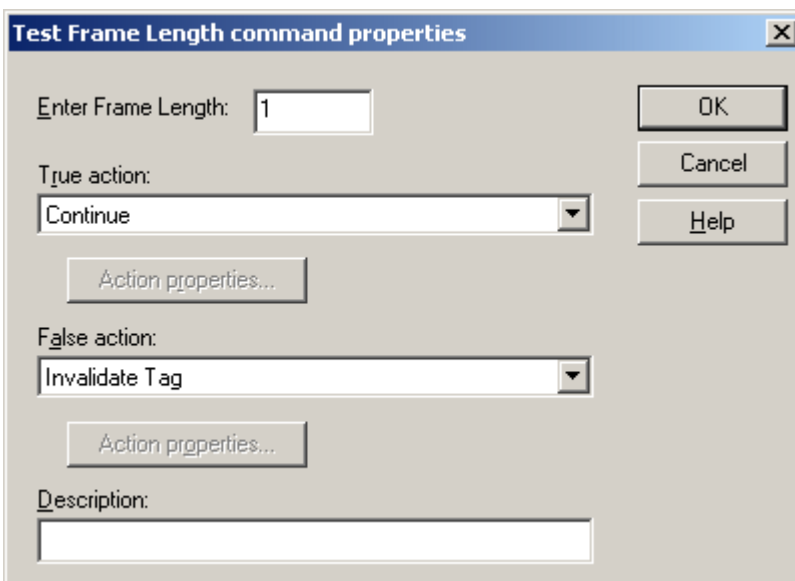 Test Frame Length command properties
Enter Frame Length: 1
OK
True action:
Cancel
Continue
Help
Action properties...
False action:
Invalidate Tag
Action properties...
Description: